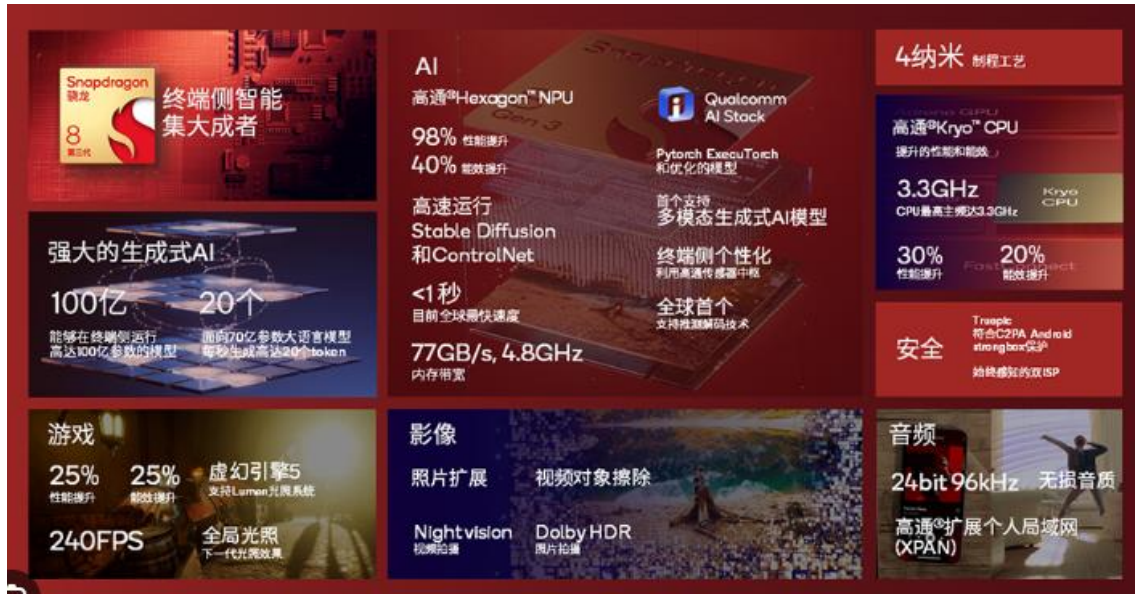 Snapdragon
骁龙
8
第三代
终端侧智能
集大成者
强大的生成式AI
100亿
能够在终端侧运行
高达100亿参数的模型
20个
面向70亿参数大语言模型
每秒生成高达20个token
AI
高通®Hexagon™ NPU
98% 性能提升
40% 能效提升
高速运行
Stable Diffusion
和ControlNet
<1秒
目前全球最快速度
77GB/s, 4.8GHz
内存带宽
Snapdragon
Gen 3
Qualcomm
AI Stack
Pytorch ExecuTorch
和优化的模型
首个支持
多模态生成式AI模型
终端侧个性化
利用高通传感器中枢
全球首个
支持推测解码技术
4纳米 制程工艺
Adreno GPU
高通®Kryo™ CPU
提升的性能和能效
3.3GHz
CPU最高主频达3.3GHz
Kryo
CPU
30%
性能提升
20%
能效提升
FastConnect
安全
Truepic
符合C2PA Android
strongbox保护
始终感知的双ISP
游戏
25%
性能提升
25%
能效提升
虚幻引擎5
支持Lumen光照系统
240FPS
全局光照
下一代光照效果
影像
照片扩展
视频对象擦除
Nightvision
视频拍摄
Dolby HDR
照片拍摄
音频
24bit 96kHz
无损音质
高通®扩展个人局域网
(XPAN)